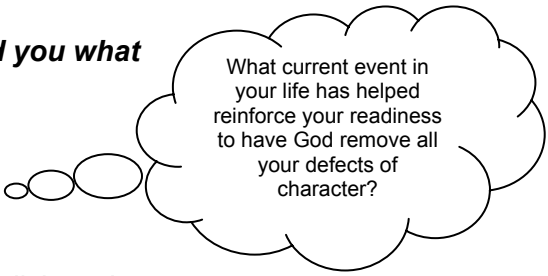 d you what
What current event in
your life has helped
reinforce your readiness
to have God remove all
your defects of
character?